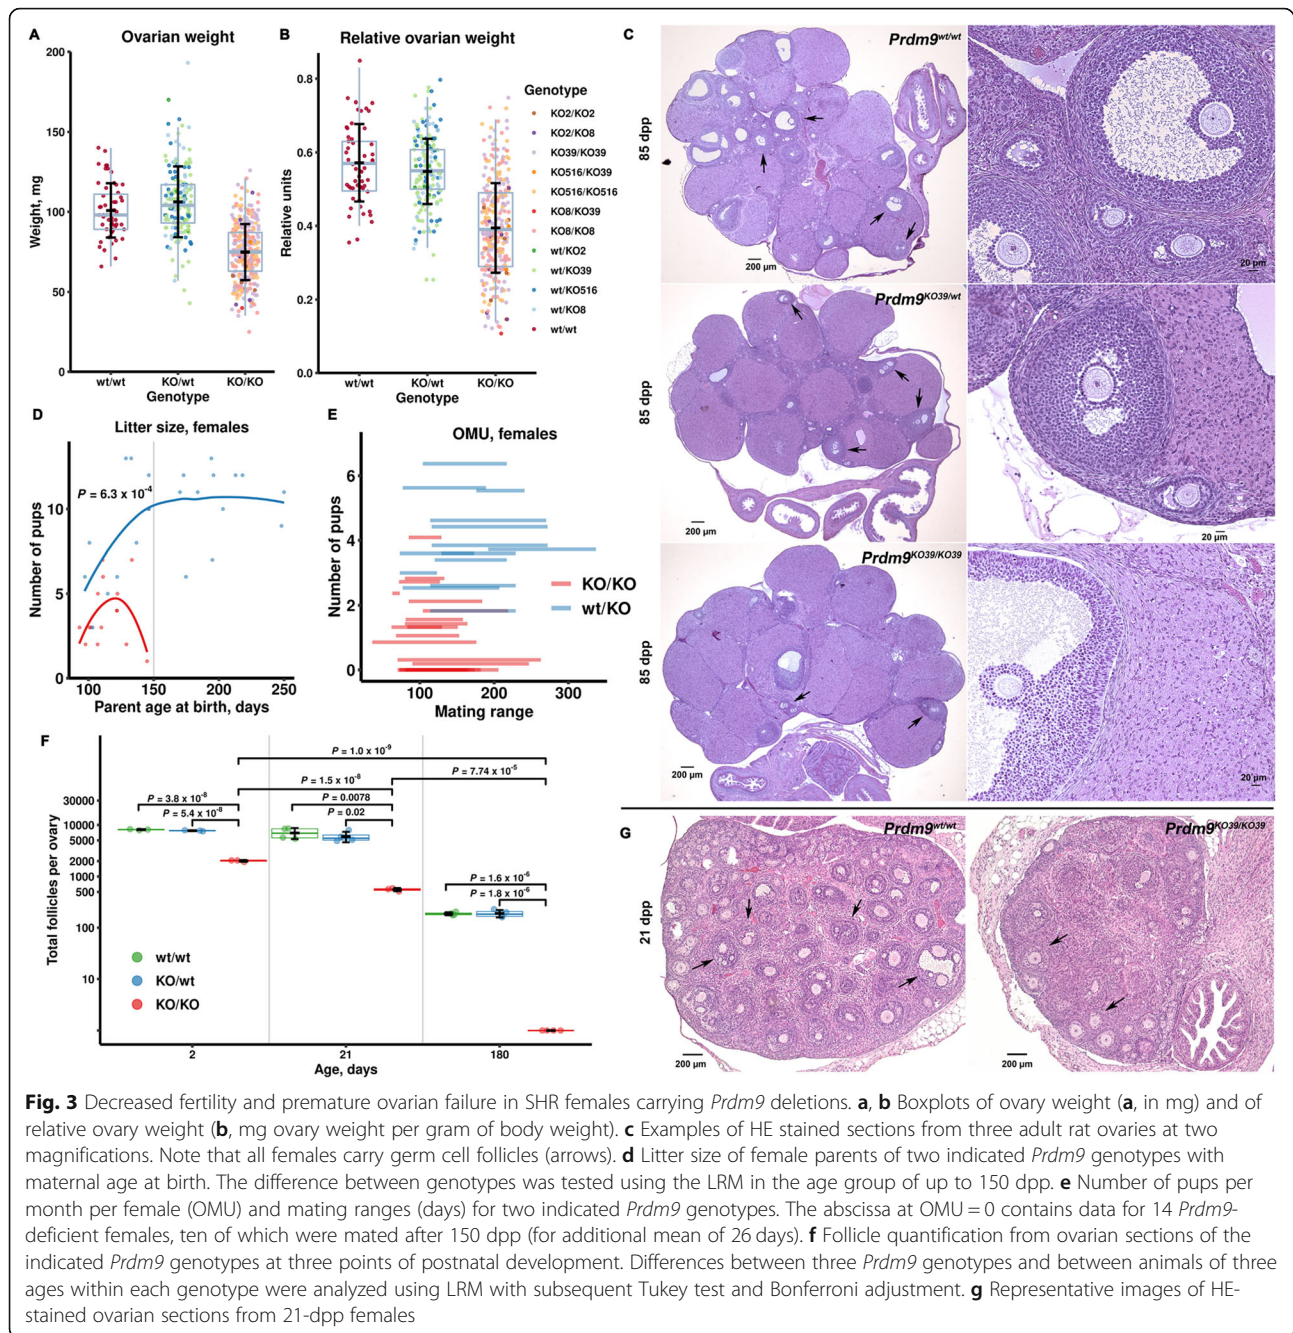 A
Ovarian weight
Weight, mg
200
150
100
50
0
wt/wt
KO/wt
KO/KO
Genotype
B
Relative ovarian weight
Relative units
0.8
0.6
0.4
0.2
0.0
wt/wt
KO/wt
KO/KO
Genotype
Genotype
KO2/KO2
KO2/KO8
KO39/KO39
KO516/KO39
KO516/KO516
KO8/KO39
KO8/KO8
wt/KO2
wt/KO39
wt/KO516
wt/KO8
wt/wt
C
Prdm9wt/wt
85 dpp
200 µm
20 µm
Prdm9KO39/wt
85 dpp
200 µm
20 µm
Prdm9KO39/KO39
85 dpp
200 µm
20 µm
D
Litter size, females
P = 6.3 x 10-4
Number of pups
10
5
0
100
150
200
250
Parent age at birth, days
E
OMU, females
Number of pups
6
4
2
0
KO/KO
wt/KO
100
200
300
Mating range
F
P = 1.0 x 10-9
P = 1.5 x 10-8
P = 7.74 x 10-5
P = 3.8 x 10-8
P = 0.0078
P = 5.4 x 10-8
P = 0.02
P = 1.6 x 10-6
P = 1.8 x 10-6
Total follicles per ovary
30000
10000
5000
2000
1000
500
100
10
wt/wt
KO/wt
KO/KO
2
21
180
Age, days
G
Prdm9wt/wt
Prdm9KO39/KO39
21 dpp
200 µm
200 µm
Fig. 3 Decreased fertility and premature ovarian failure in SHR females carrying Prdm9 deletions. a, b Boxplots of ovary weight (a, in mg) and of
relative ovary weight (b, mg ovary weight per gram of body weight). c Examples of HE stained sections from three adult rat ovaries at two
magnifications. Note that all females carry germ cell follicles (arrows). d Litter size of female parents of two indicated Prdm9 genotypes with
maternal age at birth. The difference between genotypes was tested using the LRM in the age group of up to 150 dpp. e Number of pups per
month per female (OMU) and mating ranges (days) for two indicated Prdm9 genotypes. The abscissa at OMU = 0 contains data for 14 Prdm9-
deficient females, ten of which were mated after 150 dpp (for additional mean of 26 days). f Follicle quantification from ovarian sections of the
indicated Prdm9 genotypes at three points of postnatal development. Differences between three Prdm9 genotypes and between animals of three
ages within each genotype were analyzed using LRM with subsequent Tukey test and Bonferroni adjustment. g Representative images of HE-
stained ovarian sections from 21-dpp females